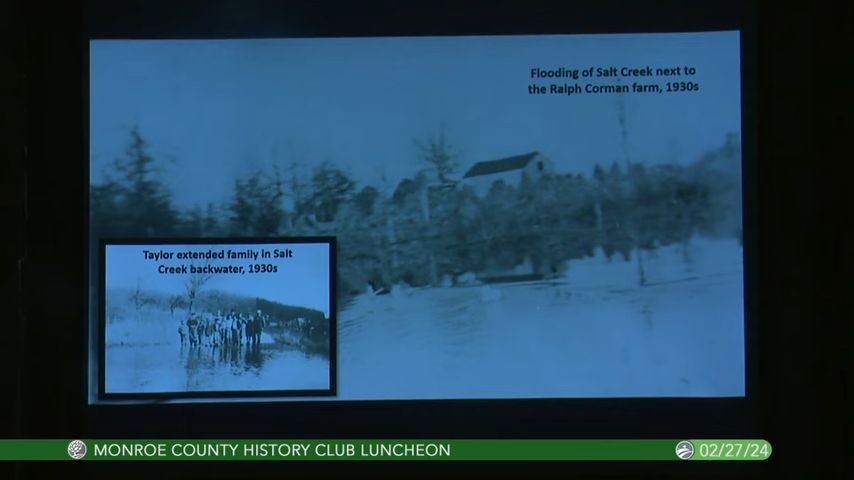 Flooding of Salt Creek next to
the Ralph Corman farm, 1930s
Taylor extended family in Salt
Creek backwater, 1930s
MONROE COUNTY HISTORY CLUB LUNCHEON
02/27/24